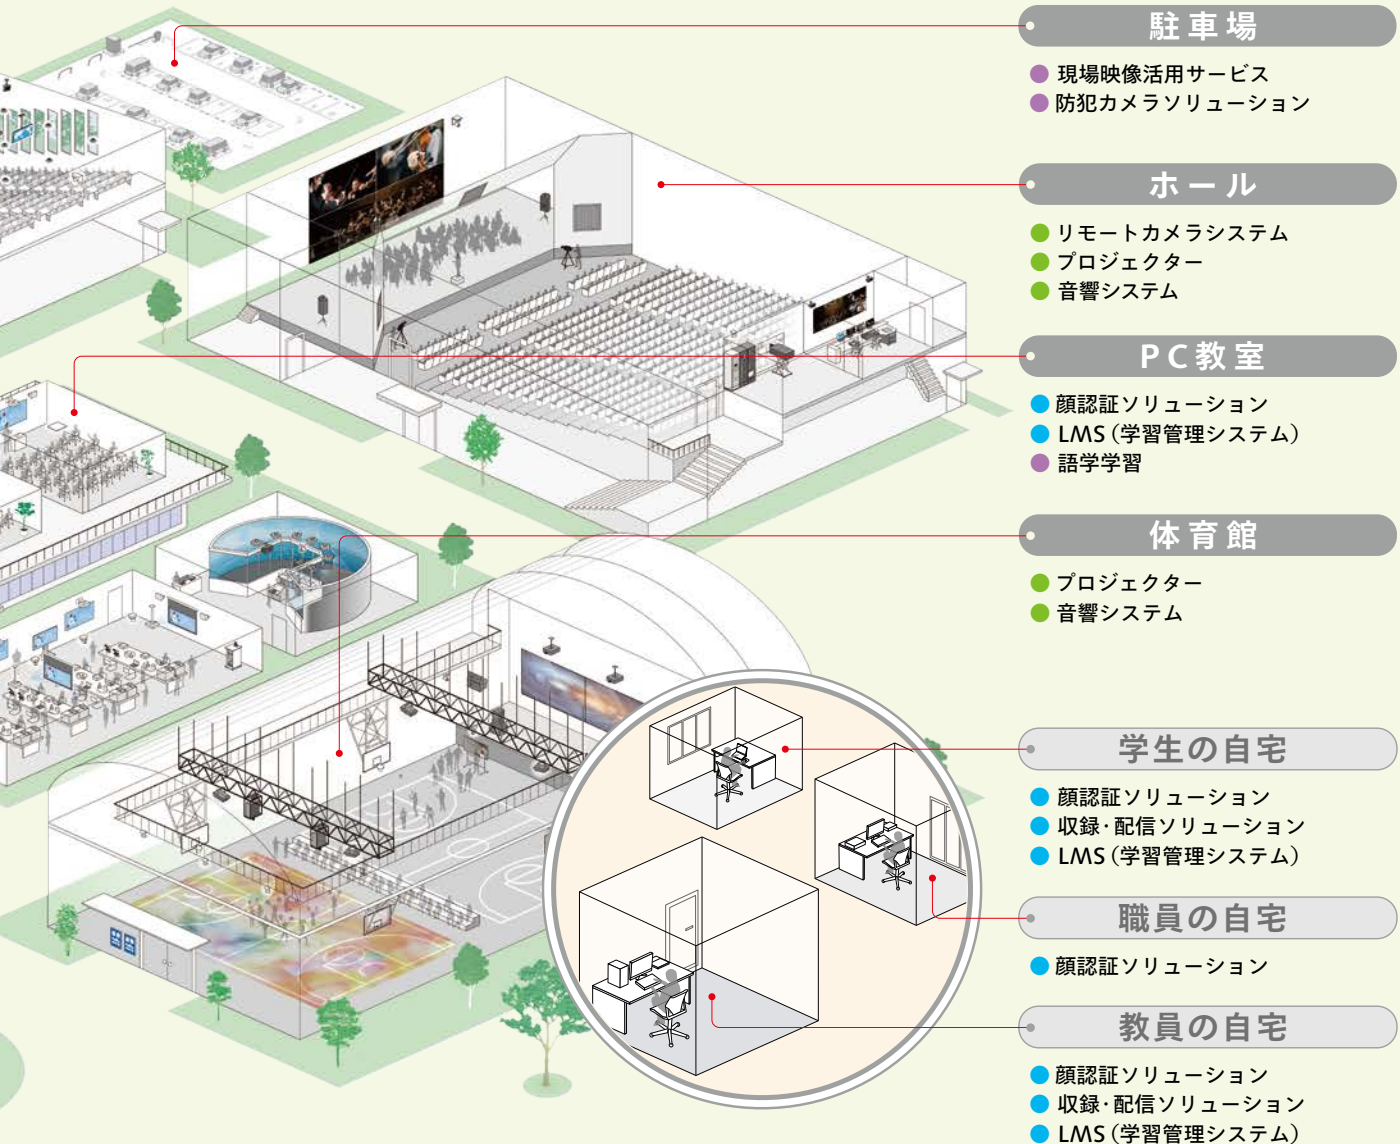 駐車場
現場映像活用サービス
防犯カメラソリューション
ホール
リモートカメラシステム
プロジェクター
音響システム
PC教室
顔認証ソリューション
LMS(学習管理システム)
語学学習
体育館
プロジェクター
音響システム
学生の自宅
顔認証ソリューション
収録・配信ソリューション
LMS(学習管理システム)
職員の自宅
顔認証ソリューション
教員の自宅
顔認証ソリューション
収録・配信ソリューション
LMS(学習管理システム)